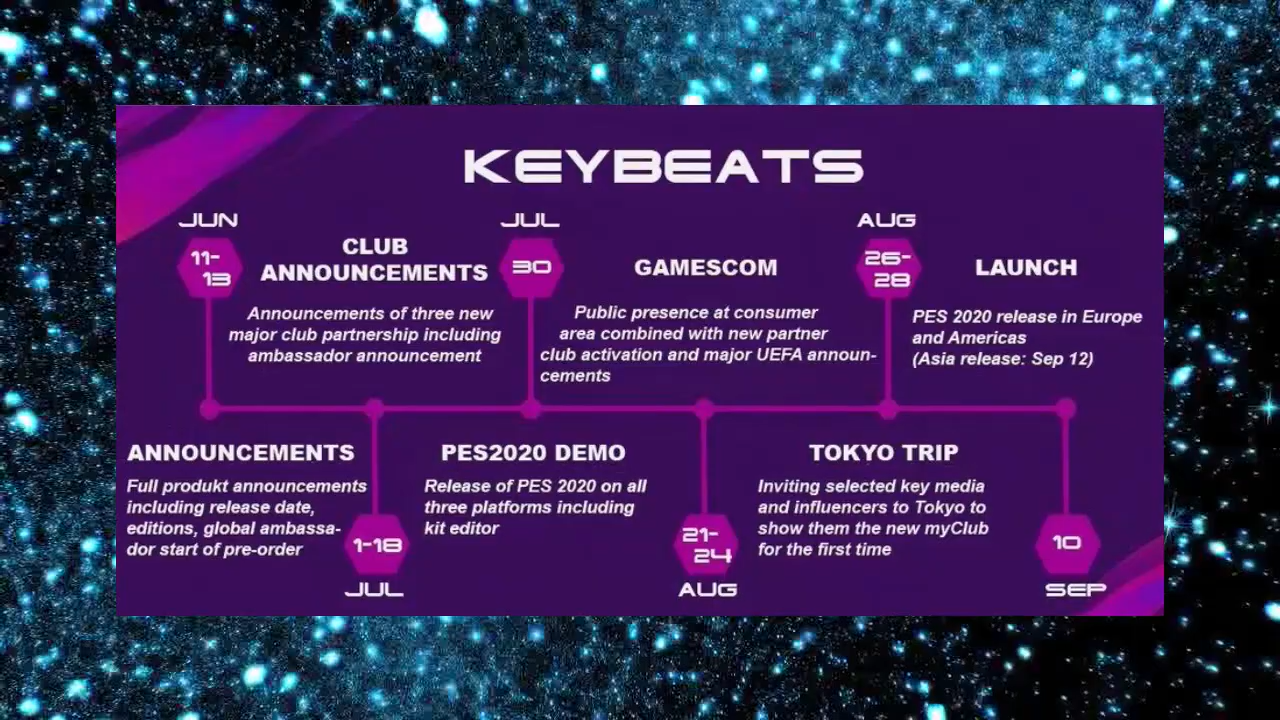 KEYBEATS
JUN
11-
13
ANNOUNCEMENTS
Full produkt announcements
including release date,
editions, global ambassa-
dor start of pre-order
CLUB
ANNOUNCEMENTS
Announcements of three new
major club partnership including
ambassador announcement
1-18
JUL
JUL
30
PES2020 DEMO
Release of PES 2020 on all
three platforms including
kit editor
GAMESCOM
Public presence at consumer
area combined with new partner
club activation and major UEFA announ-
cements
21-
24
AUG
AUG
26-
28
TOKYO TRIP
Inviting selected key media
and influencers to Tokyo to
show them the new myClub
for the first time
LAUNCH
PES 2020 release in Europe
and Americas
(Asia release: Sep 12)
10
SEP